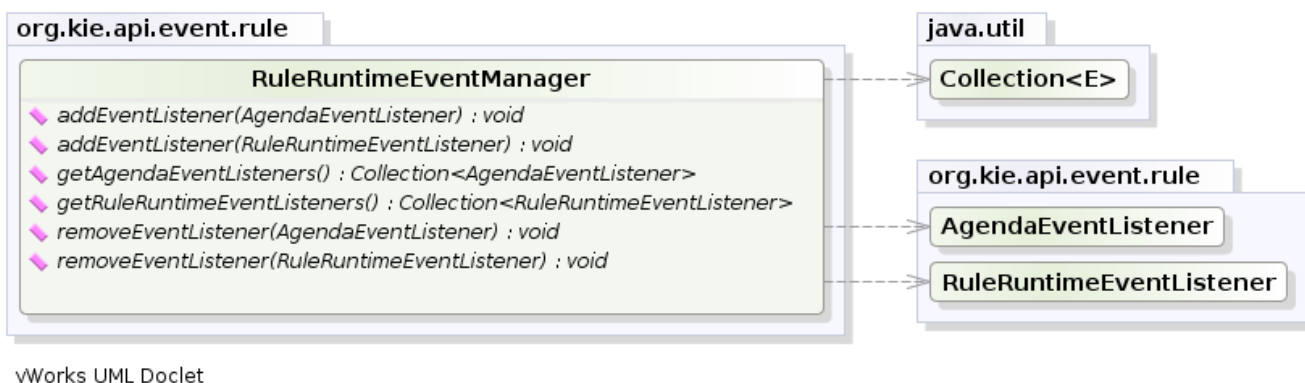 org.kie.api.event.rule
RuleRuntimeEventManager
addEventListener(AgendaEventListener) : void
addEventListener(RuleRuntimeEventListener) : void
getAgendaEventListeners() : Collection<AgendaEventListener>
getRuleRuntimeEventListeners() : Collection<RuleRuntimeEventListener>
removeEventListener(AgendaEventListener) : void
removeEventListener(RuleRuntimeEventListener) : void
java.util
Collection<E>
org.kie.api.event.rule
AgendaEventListener
RuleRuntimeEventListener
yWorks UML Doclet